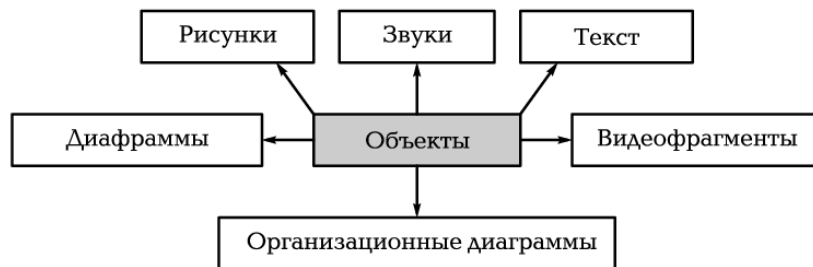 Рисунки
Звуки
Текст
Диафраммы
Объекты
Видеофрагменты
Организационные диаграммы